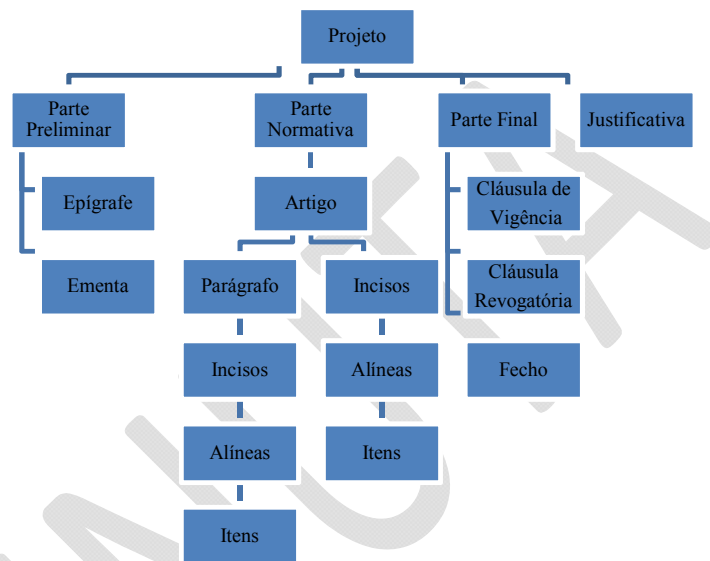 Projeto
Parte
Preliminar
Parte
Normativa
Parte Final
Justificativa
Epígrafe
Artigo
Cláusula de
Vigência
Ementa
Parágrafo
Incisos
Cláusula
Revogatória
Incisos
Alíneas
Fecho
Alíneas
Itens
Itens